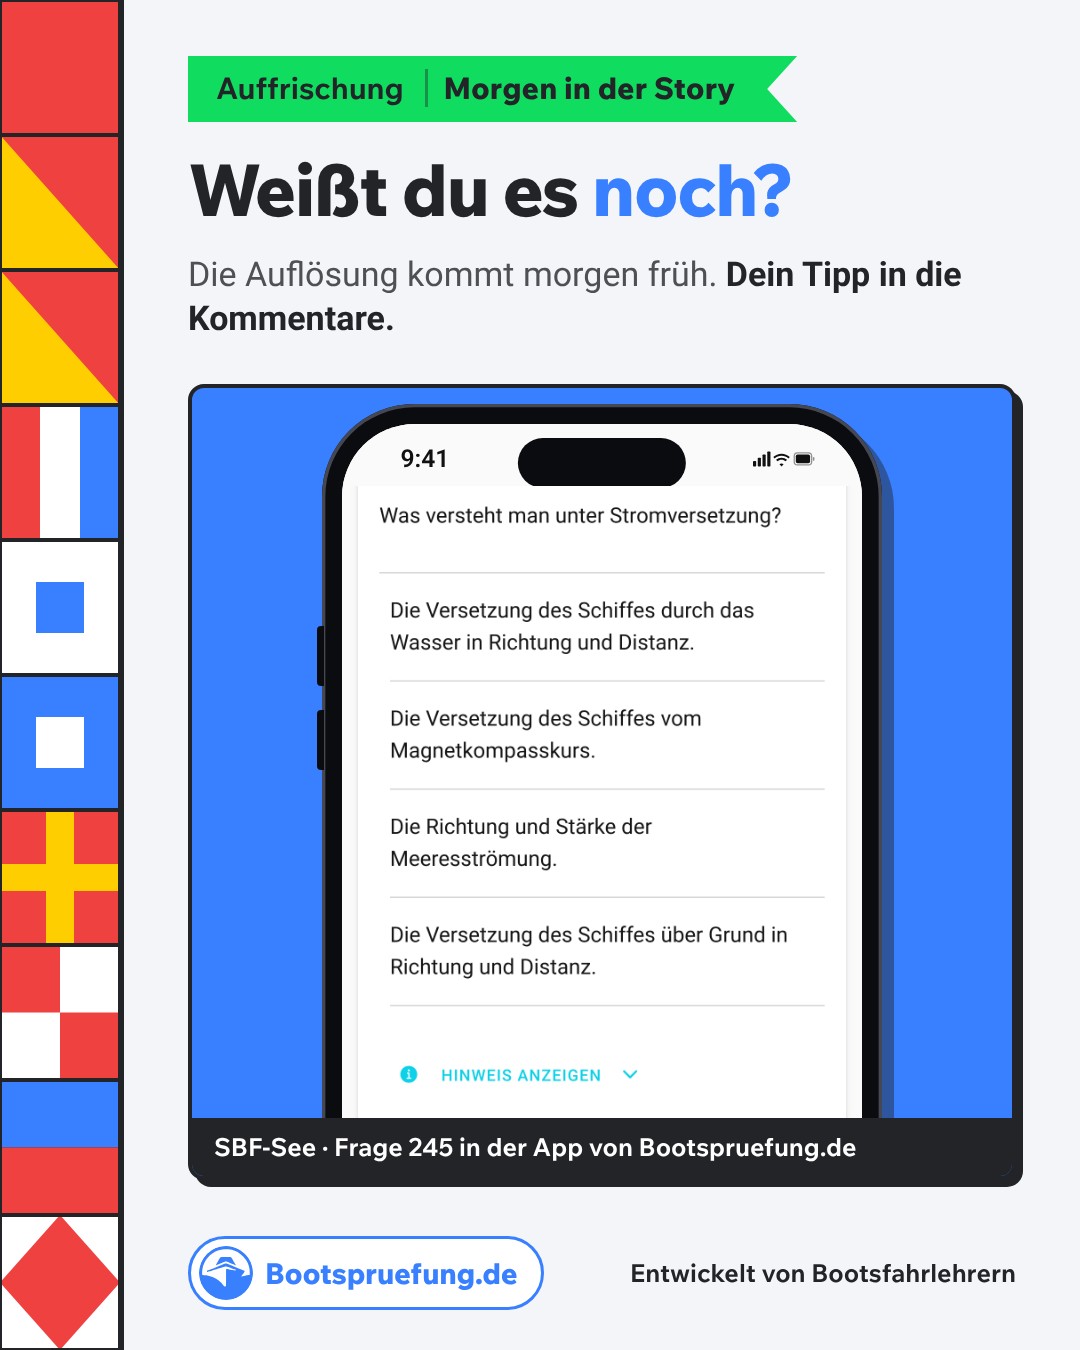 Auffrischung | Morgen in der Story
Weißt du es noch?
Die Auflösung kommt morgen früh. Dein Tipp in die
Kommentare.
9:41
Was versteht man unter Stromversetzung?
Die Versetzung des Schiffes durch das
Wasser in Richtung und Distanz.
Die Versetzung des Schiffes vom
Magnetkompasskurs.
Die Richtung und Stärke der
Meeresströmung.
Die Versetzung des Schiffes über Grund in
Richtung und Distanz.
HINWEIS ANZEIGEN
SBF-See · Frage 245 in der App von Bootspruefung.de
Bootspruefung.de
Entwickelt von Bootsfahrlehrern